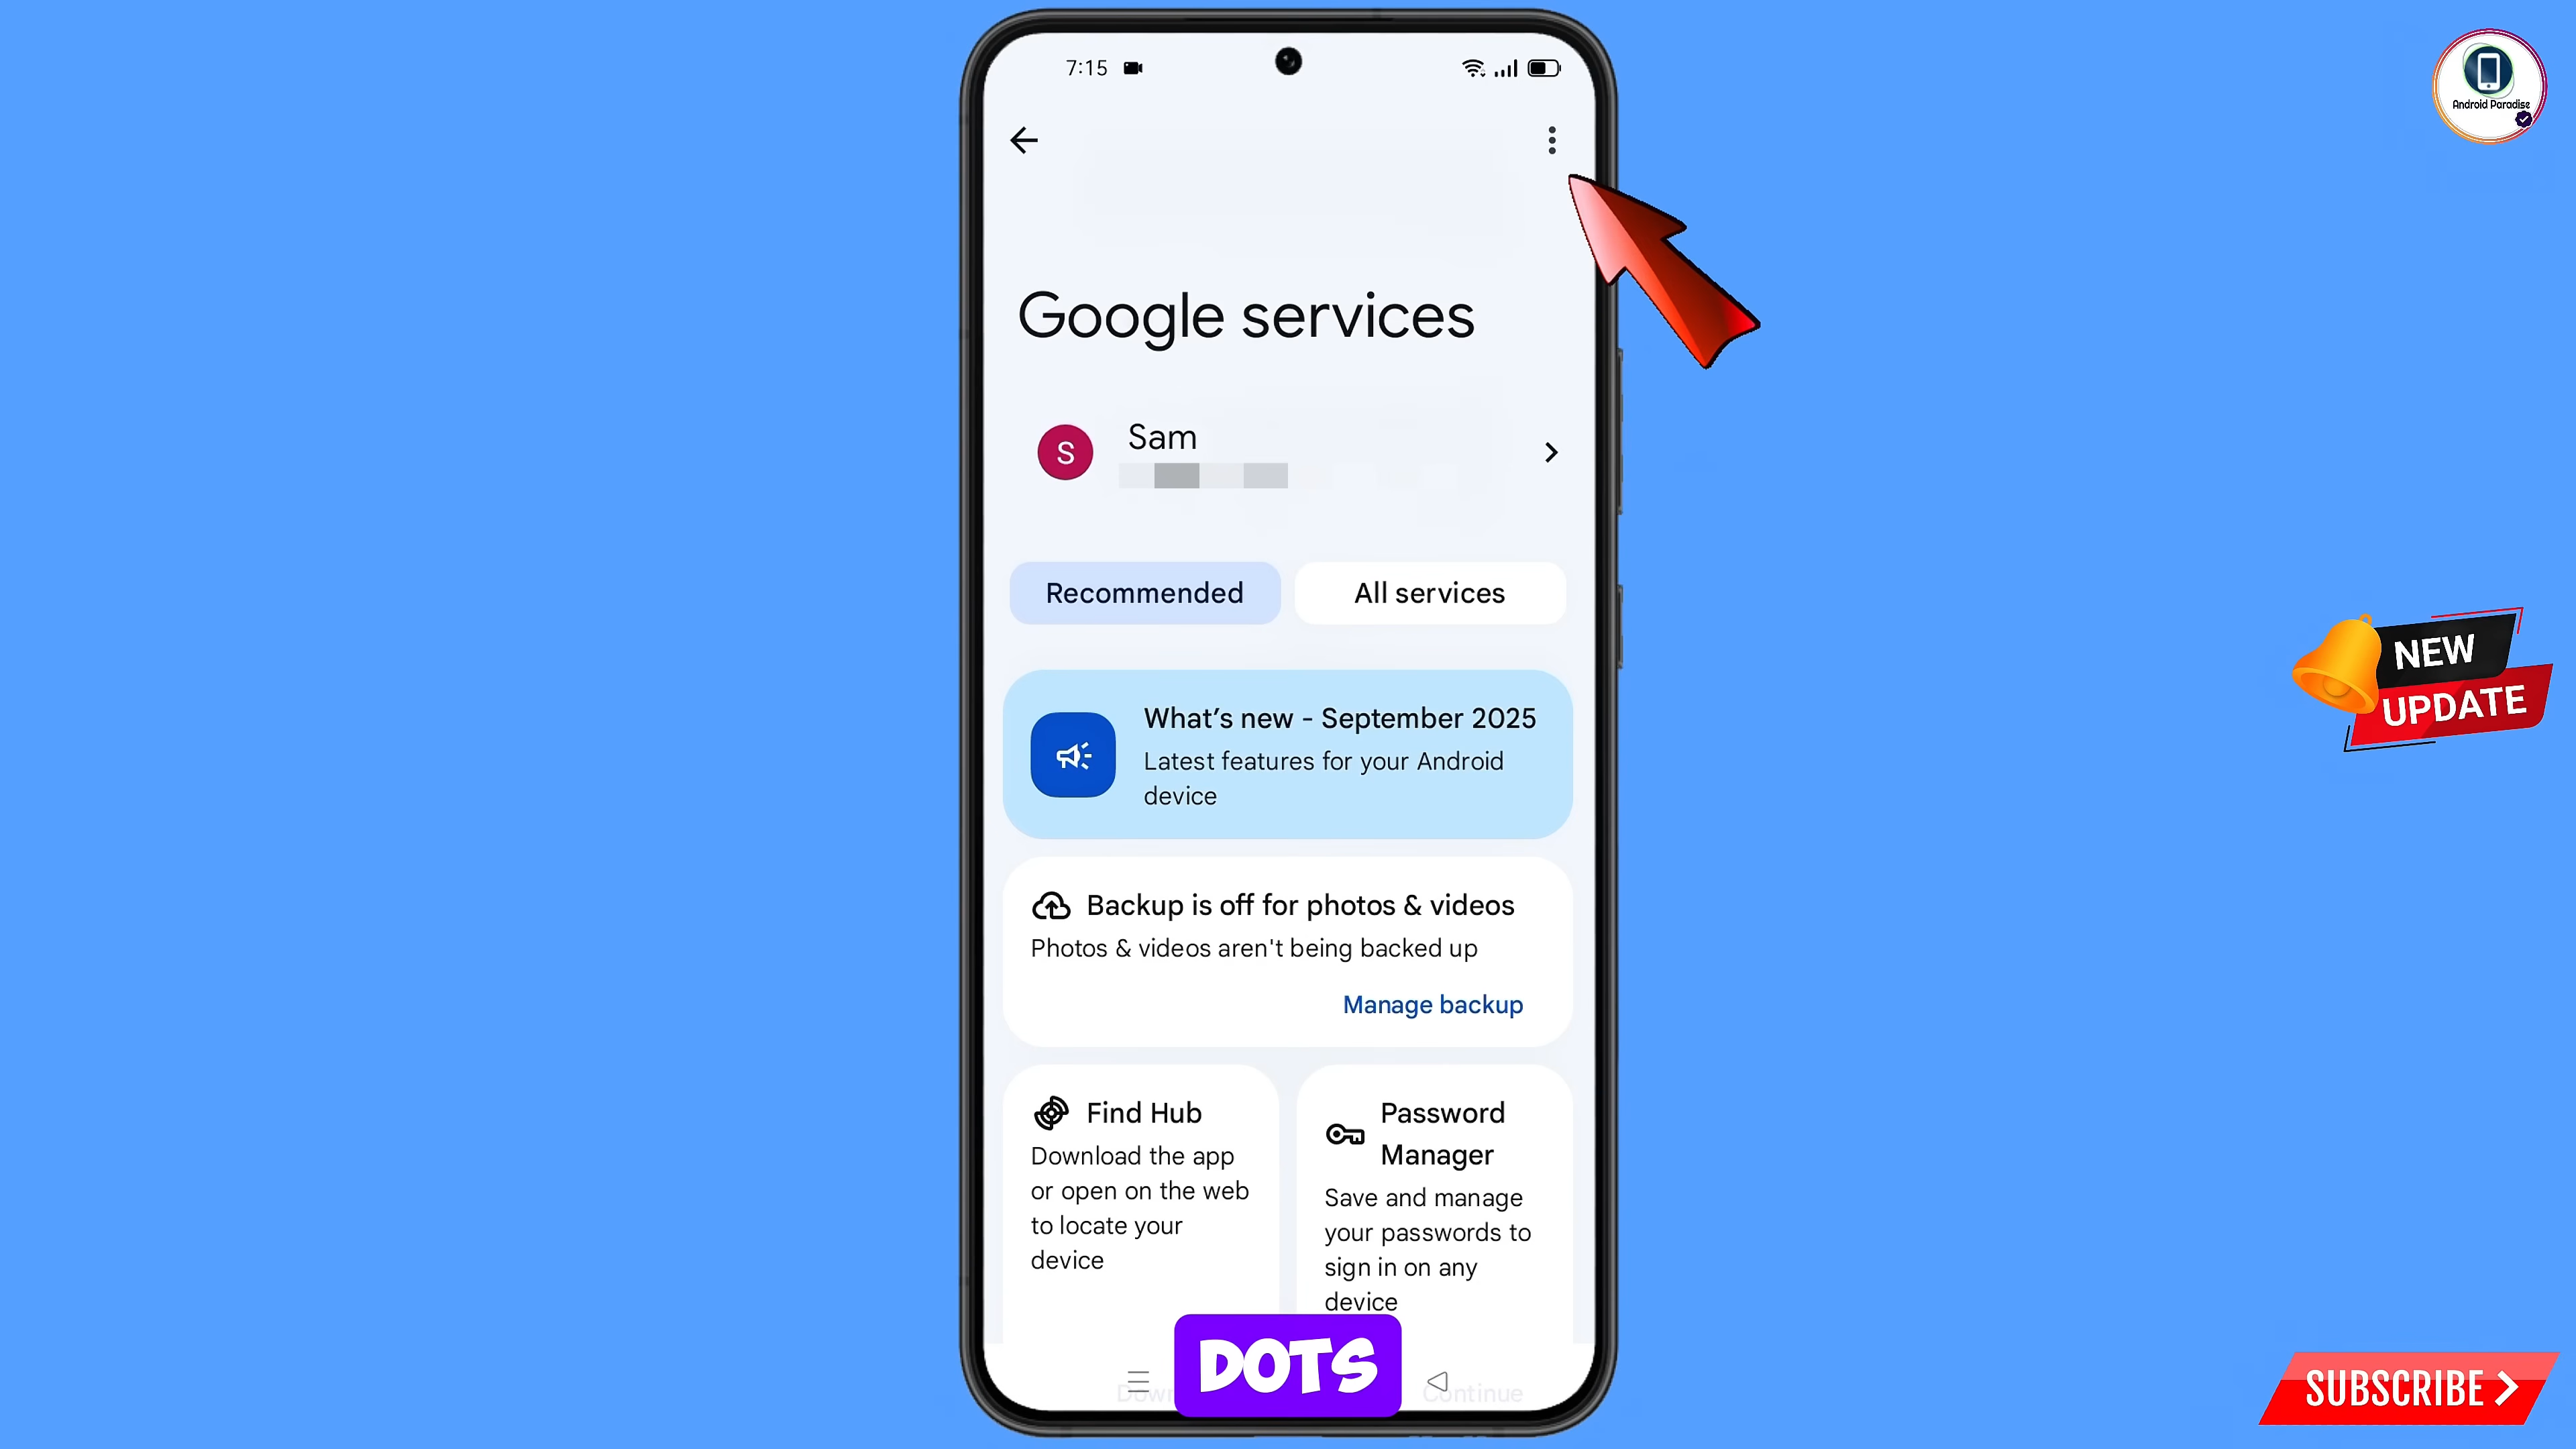 7:15
Android Paradise
Google services
S
Sam
Recommended
All services
What's new - September 2025
Latest features for your Android
device
Backup is off for photos & videos
Photos & videos aren't being backed up
Manage backup
Find Hub
Download the app
or open on the web
to locate your
device
Password
Manager
Save and manage
your passwords to
sign in on any
device
DOTS
Continue
NEW
UPDATE
SUBSCRIBE